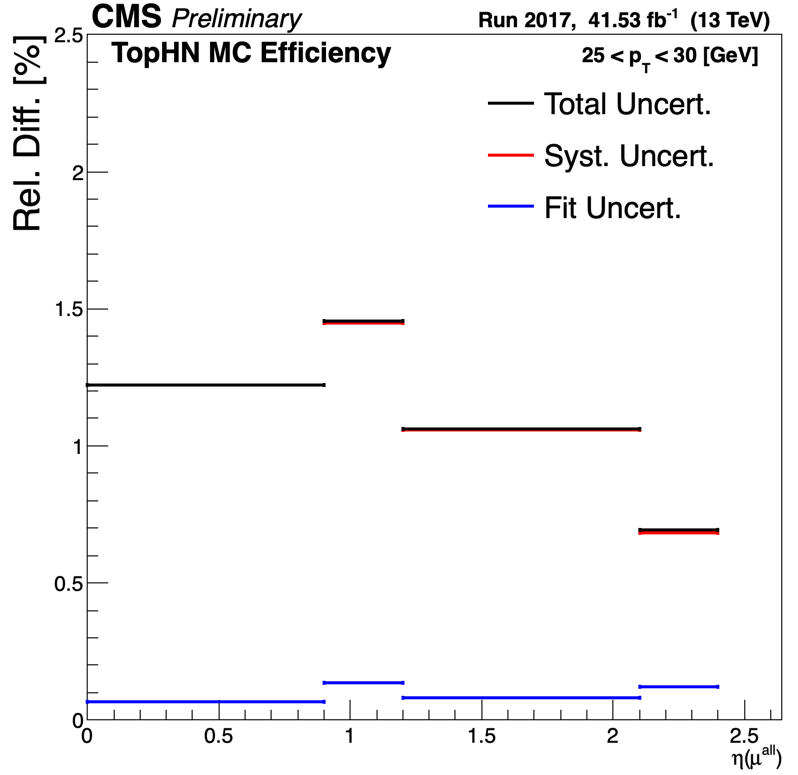 CMS Preliminary
Run 2017, 41.53 fb⁻¹ (13 TeV)
TopHN MC Efficiency
25 < p_T < 30 [GeV]
Total Uncert.
Syst. Uncert.
Fit Uncert.
Rel. Diff. [%]
2.5
2
1.5
1
0.5
0
0
0.5
1
1.5
2
2.5
η(μ^all)